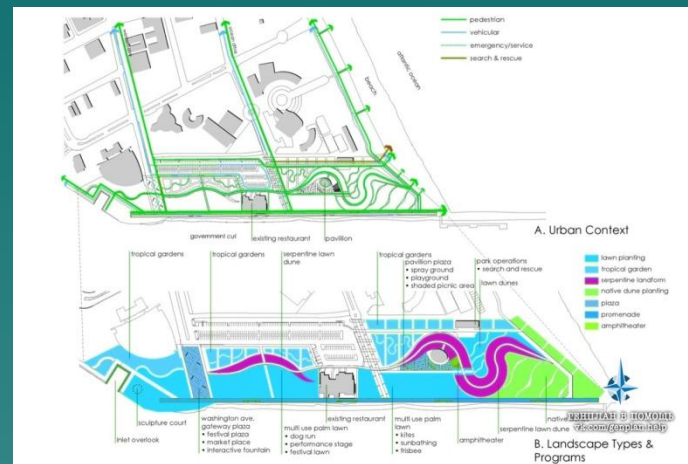 pedestrian
vehicular
emergency/service
search & rescue
atlantic ocean
beach
government cut
existing restaurant
pavilion
A. Urban Context
tropical gardens
tropical gardens
serpentine lawn
dune
tropical gardens
pavilion plaza
• spray ground
• playground
• shaded picnic area
park operations
• search and rescue
lawn dunes
lawn planting
tropical garden
serpentine landform
native dune planting
plaza
promenade
amphitheater
sculpture court
inlet overlook
washington ave.
gateway plaza
• festival plaza
• market place
• interactive fountain
multi use palm
lawn
• dog run
• performance stage
• festival lawn
existing restaurant
multi use palm
lawn
• kites
• sunbathing
• frisbee
amphitheater
native
serpentine lawn dune
ГЕНПЛАН В ПОМОЩЬ
vk.com/genplan.help
B. Landscape Types &
Programs